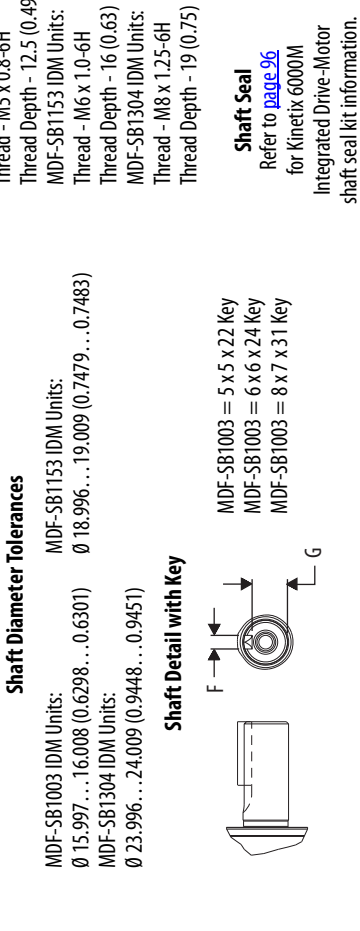 Shaft Diameter Tolerances
MDF-SB1003 IDM Units:
Ø 15.997…16.008 (0.6298…0.6301)
MDF-SB1304 IDM Units:
Ø 23.996…24.009 (0.9448…0.9451)
MDF-SB1153 IDM Units:
Ø 18.996…19.009 (0.7479…0.7483)
Shaft Detail with Key
F
G
MDF-SB1003 = 5 x 5 x 22 Key
MDF-SB1003 = 6 x 6 x 24 Key
MDF-SB1003 = 8 x 7 x 31 Key
Thread - M5 x 0.8-6H
Thread Depth - 12.5 (0.49
MDF-SB1153 IDM Units:
Thread - M6 x 1.0-6H
Thread Depth - 16 (0.63)
MDF-SB1304 IDM Units:
Thread - M8 x 1.25-6H
Thread Depth - 19 (0.75)
Shaft Seal
Refer to page 96
for Kinetix 6000M
Integrated Drive-Motor
shaft seal kit information.